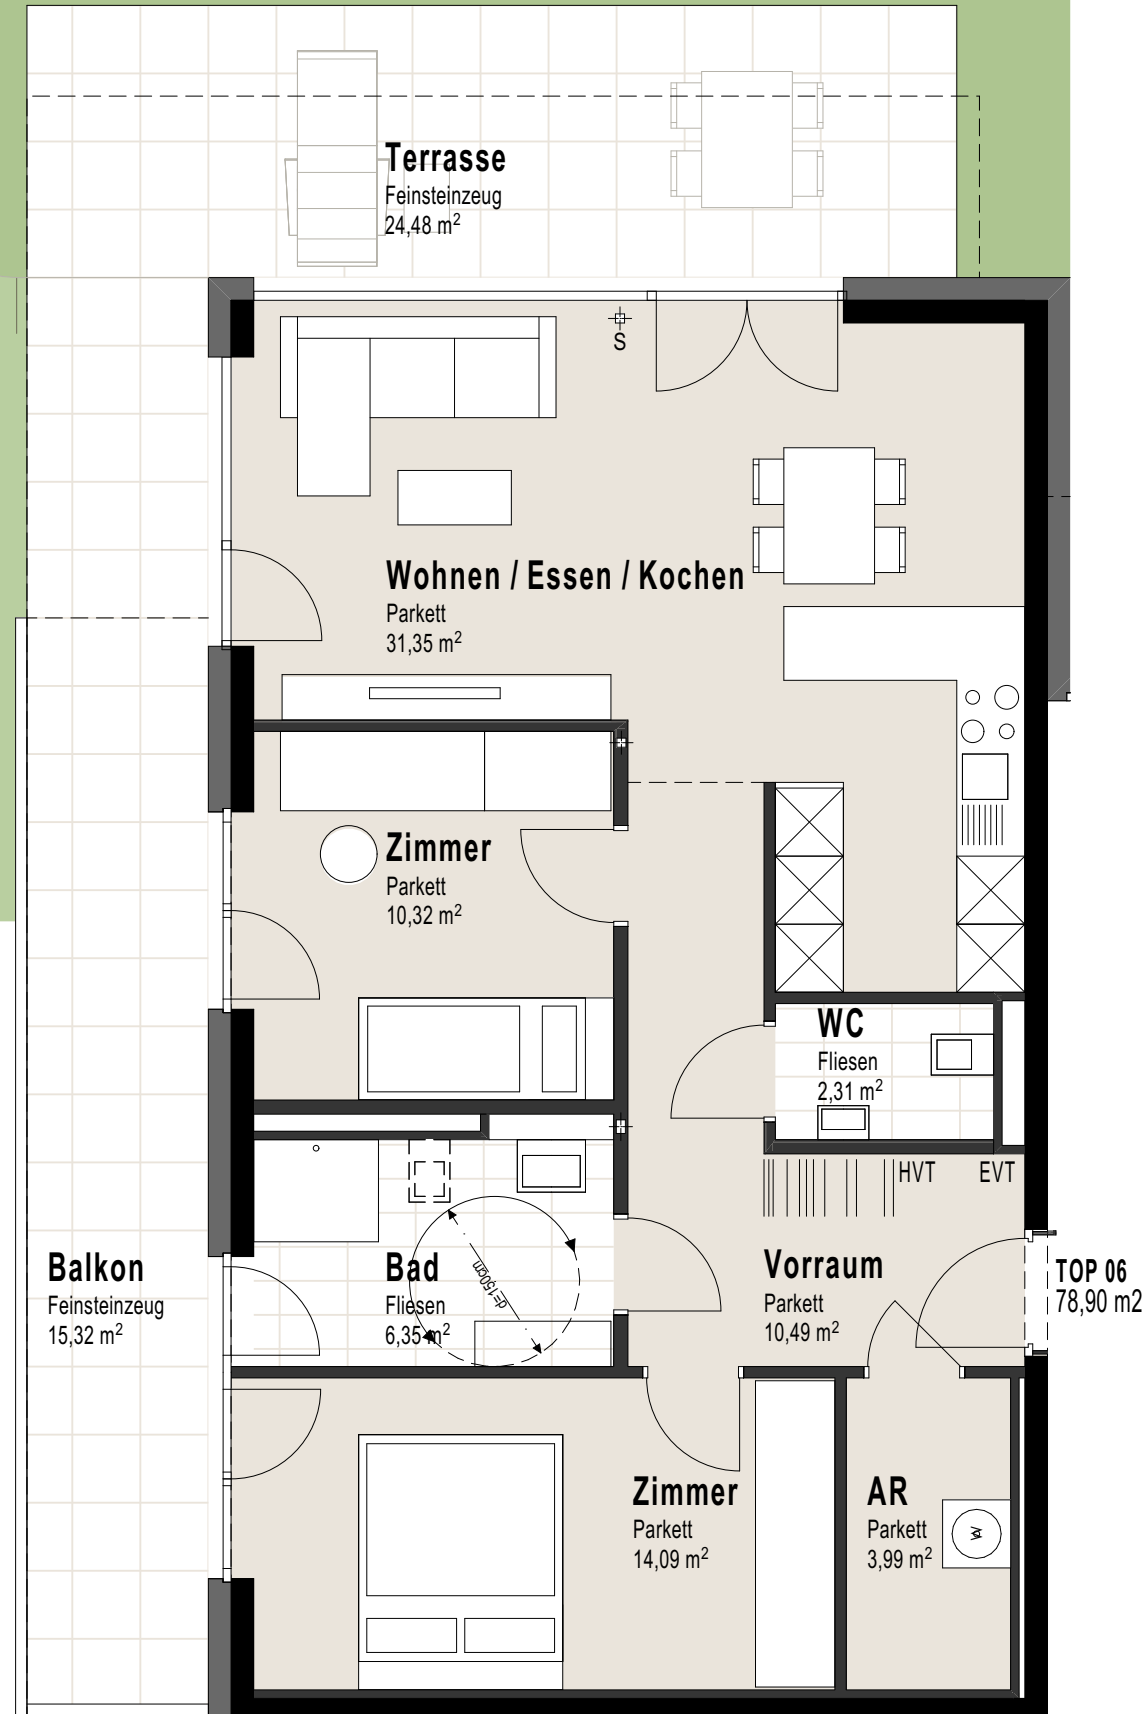 Terrasse
Feinsteinzeug
24,48 m²
S
Wohnen / Essen / Kochen
Parkett
31,35 m²
Zimmer
Parkett
10,32 m²
WC
Fliesen
2,31 m²
HVT EVT
Balkon
Feinsteinzeug
15,32 m²
Bad
Fliesen
6,35 m²
d=150cm
Vorraum
Parkett
10,49 m²
TOP 06
78,90 m2
Zimmer
Parkett
14,09 m²
AR
Parkett
3,99 m²